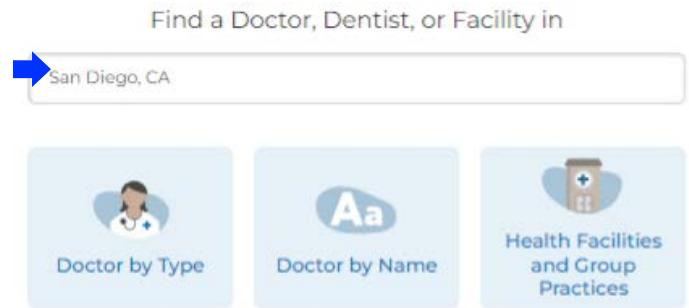 Find a Doctor, Dentist, or Facility in
San Diego, CA
Aa
Doctor by Type
Doctor by Name
Health Facilities
and Group
Practices